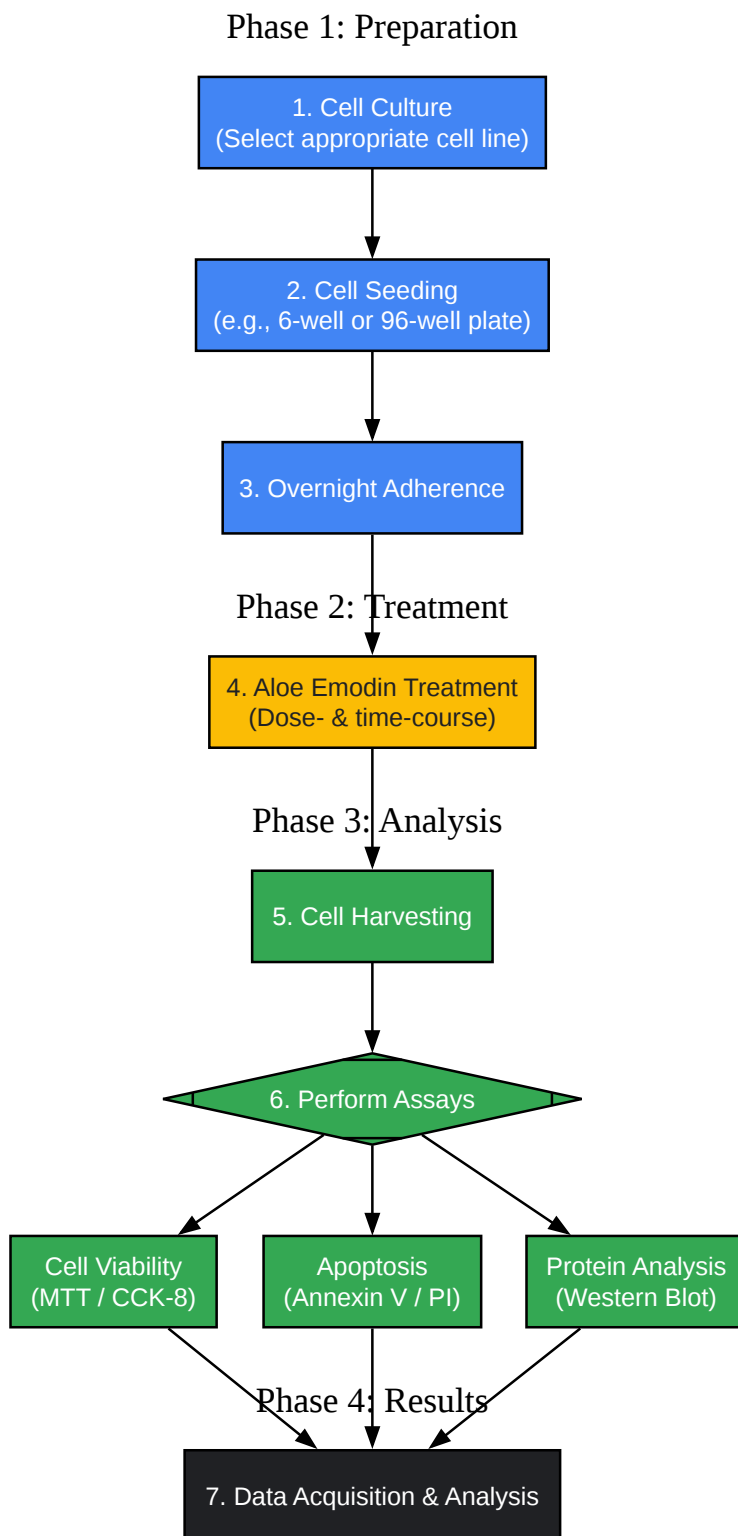 Phase 1: Preparation
1. Cell Culture
(Select appropriate cell line)
2. Cell Seeding
(e.g., 6-well or 96-well plate)
3. Overnight Adherence
Phase 2: Treatment
4. Aloe Emodin Treatment
(Dose- & time-course)
Phase 3: Analysis
5. Cell Harvesting
6. Perform Assays
Cell Viability
(MTT / CCK-8)
Apoptosis
(Annexin V / PI)
Protein Analysis
(Western Blot)
Phase 4: Results
7. Data Acquisition & Analysis